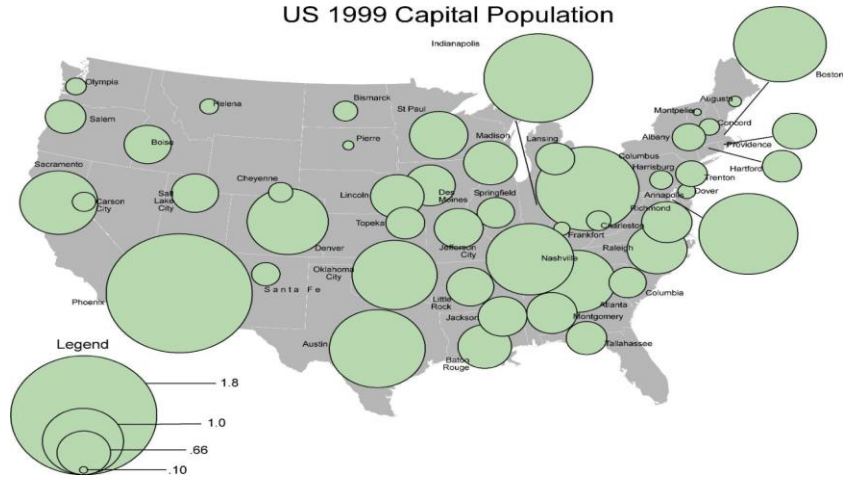 US 1999 Capital Population
Indianapolis
Boston
Olympia
Helena
Bismarck
St Paul
Augusta
Montpelier
Salem
Concord
Madison
Lansing
Albany
Boise
Pierre
Providence
Columbus
Harrisburg
Hartford
Sacramento
Trenton
Cheyenne
Lincoln
Des
Moines
Springfield
Annapolis
Dover
Carson
City
Salt
Lake
City
Richmond
Topeka
Charleston
Frankfort
Denver
Jefferson
City
Raleigh
Nashville
Oklahoma
City
Santa Fe
Phoenix
Little
Rock
Columbia
Atlanta
Jackson
Montgomery
Austin
Tallahassee
Baton
Rouge
Legend
1.8
1.0
.66
.10